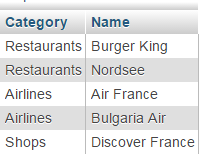 Category Name
Restaurants Burger King
Restaurants Nordsee
Airlines Air France
Airlines Bulgaria Air
Shops Discover France